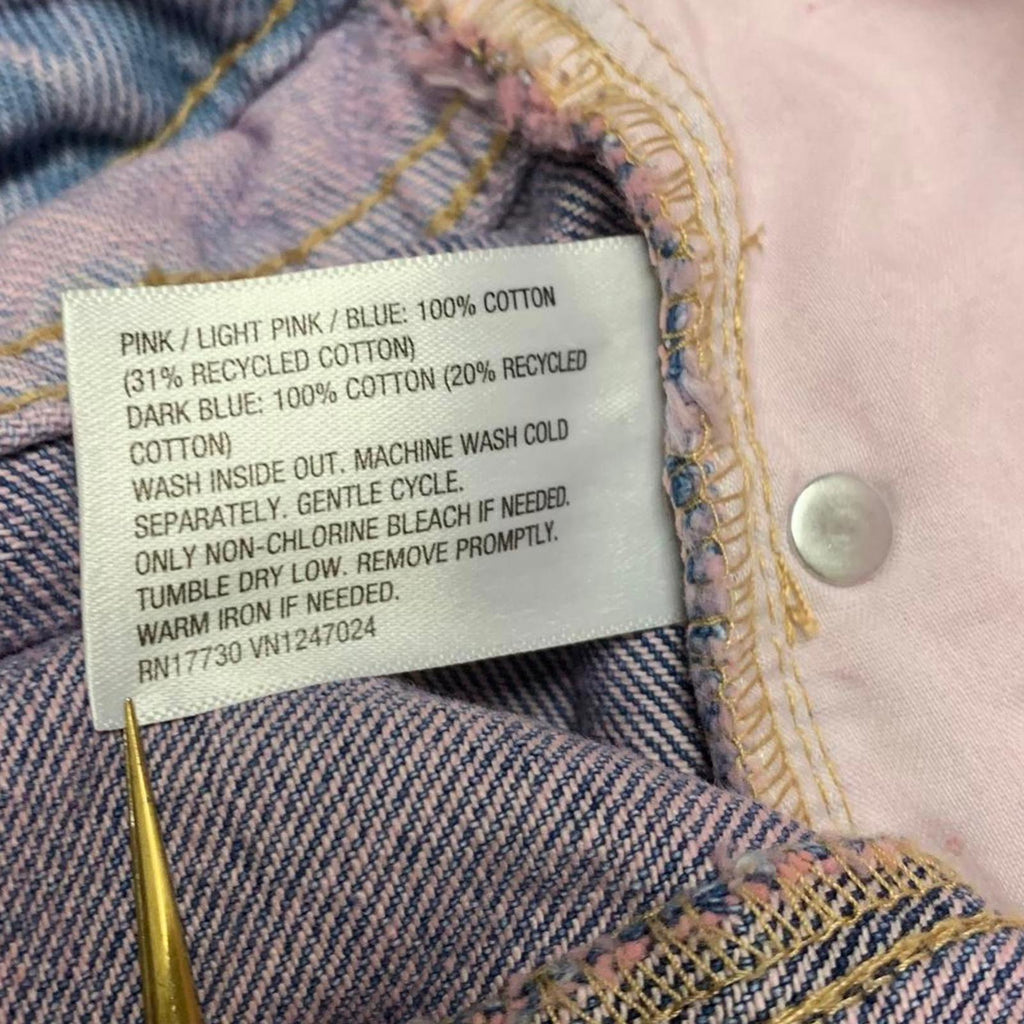 PINK / LIGHT PINK / BLUE: 100% COTTON
(31% RECYCLED COTTON)
DARK BLUE: 100% COTTON (20% RECYCLED
COTTON)
WASH INSIDE OUT. MACHINE WASH COLD
SEPARATELY. GENTLE CYCLE.
ONLY NON-CHLORINE BLEACH IF NEEDED.
TUMBLE DRY LOW. REMOVE PROMPTLY.
WARM IRON IF NEEDED.
RN17730 VN1247024